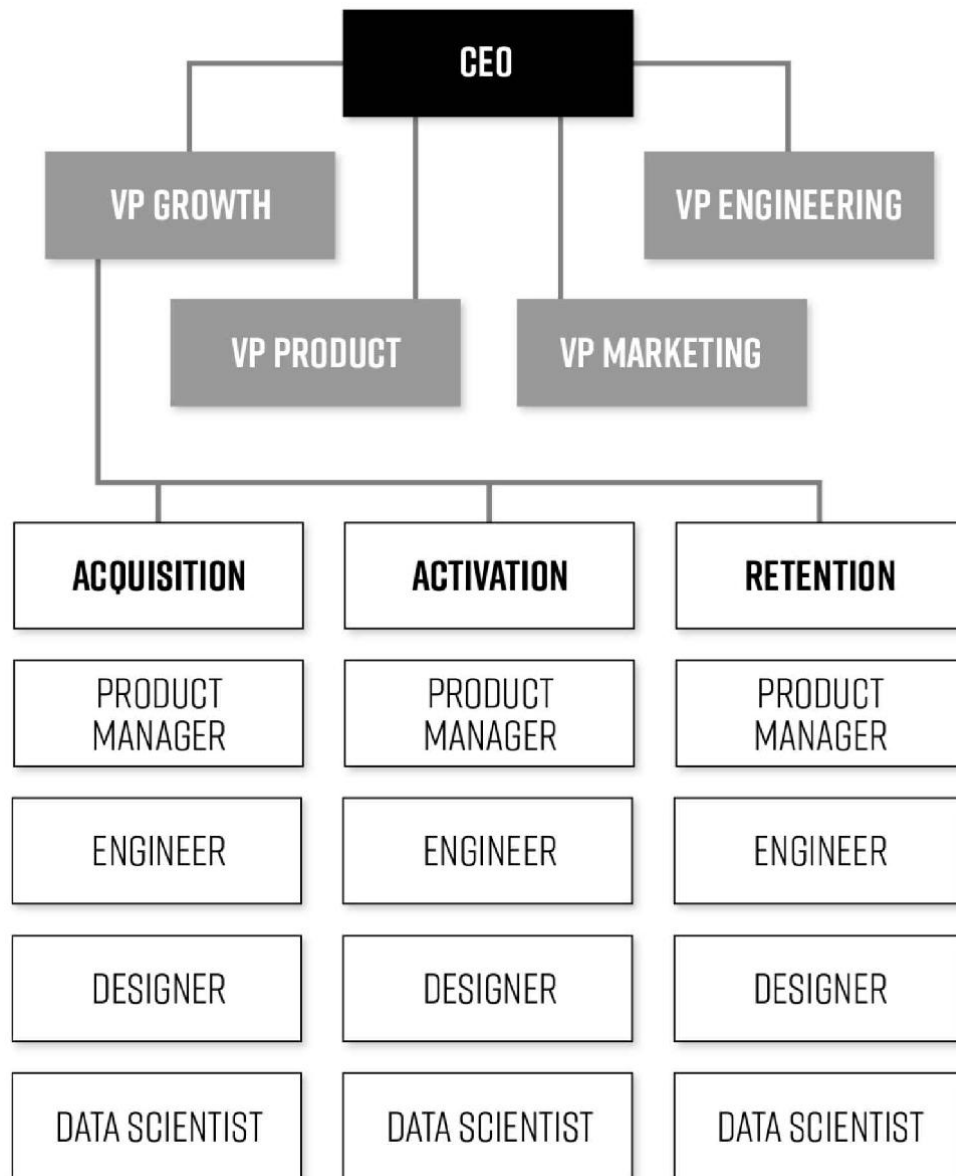 CEO
VP GROWTH
VP ENGINEERING
VP PRODUCT
VP MARKETING
ACQUISITION
ACTIVATION
RETENTION
PRODUCT
MANAGER
PRODUCT
MANAGER
PRODUCT
MANAGER
ENGINEER
ENGINEER
ENGINEER
DESIGNER
DESIGNER
DESIGNER
DATA SCIENTIST
DATA SCIENTIST
DATA SCIENTIST